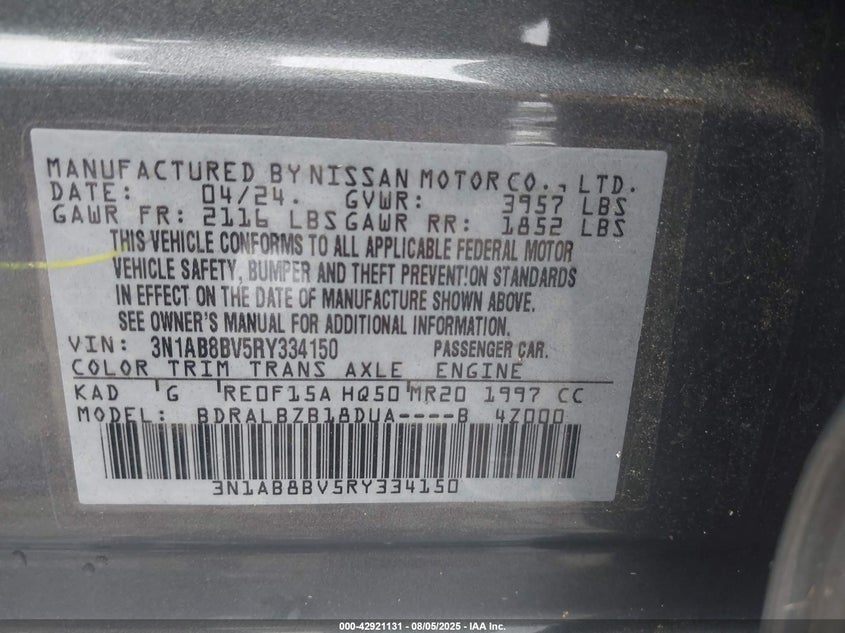 MANUFACTURED BY NISSAN MOTOR CO., LTD.
DATE: 04/24. GVWR: 3957 LBS
GAWR FR: 2116 LBS GAWR RR: 1852 LBS
THIS VEHICLE CONFORMS TO ALL APPLICABLE FEDERAL MOTOR
VEHICLE SAFETY, BUMPER AND THEFT PREVENTION STANDARDS
IN EFFECT ON THE DATE OF MANUFACTURE SHOWN ABOVE.
SEE OWNER'S MANUAL FOR ADDITIONAL INFORMATION.
VIN: 3N1AB8BV5RY334150 PASSENGER CAR.
COLOR TRIM TRANS AXLE ENGINE
KAD G RE0F15A HQ50 MR20 1997 CC
MODEL: BDRALBZB18DUA----B 4Z000
3N1AB8BV5RY334150
000-42921131 - 08/05/2025 - IAA Inc.